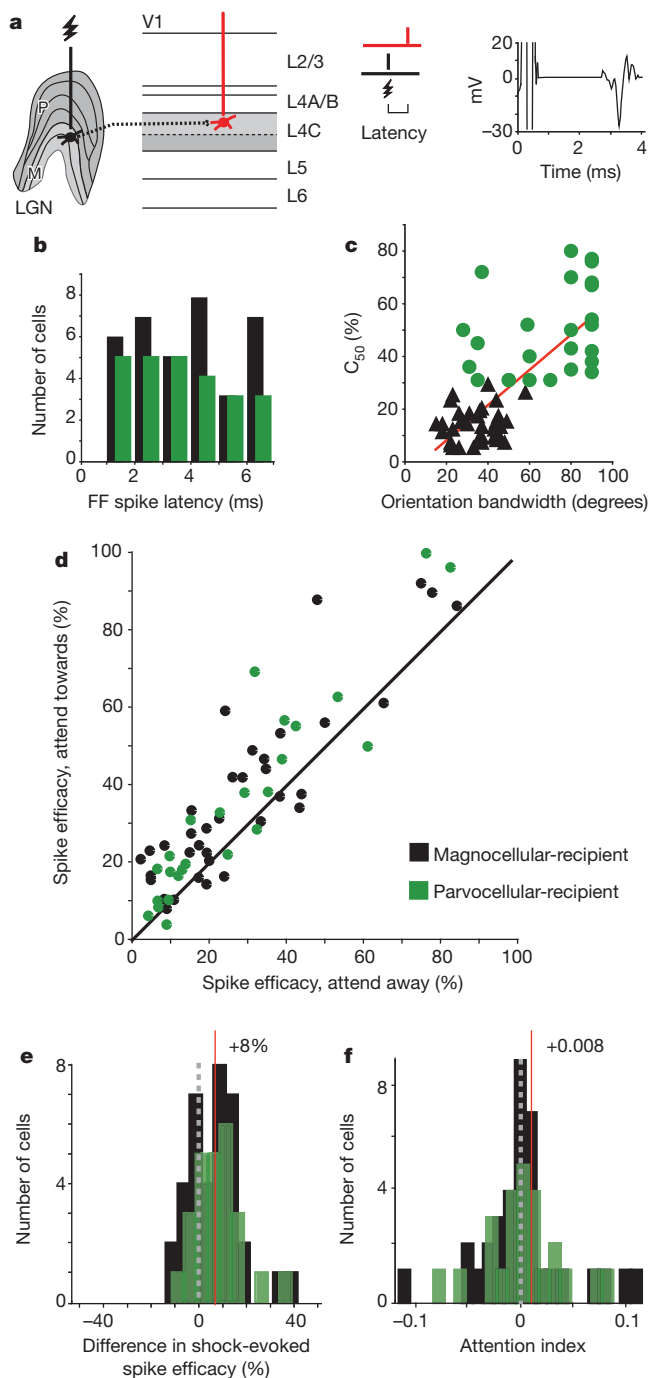 a
V1
L2/3
L4A/B
L4C
L5
L6
P
M
LGN
Latency
mV
0
–30
0 2 4
Time (ms)
b
Number of cells
8
6
4
2
0
0 2 4 6
FF spike latency (ms)
c
C50 (%)
100
80
60
40
20
0
0 20 40 60 80 100
Orientation bandwidth (degrees)
d
Spike efficacy, attend towards (%)
100
80
60
40
20
0
0 20 40 60 80 100
Spike efficacy, attend away (%)
Magnocellular-recipient
Parvocellular-recipient
e
+8%
Number of cells
8
4
0
–40 0 40
Difference in shock-evoked
spike efficacy (%)
f
+0.008
Number of cells
8
4
0
–0.1 0 0.1
Attention index